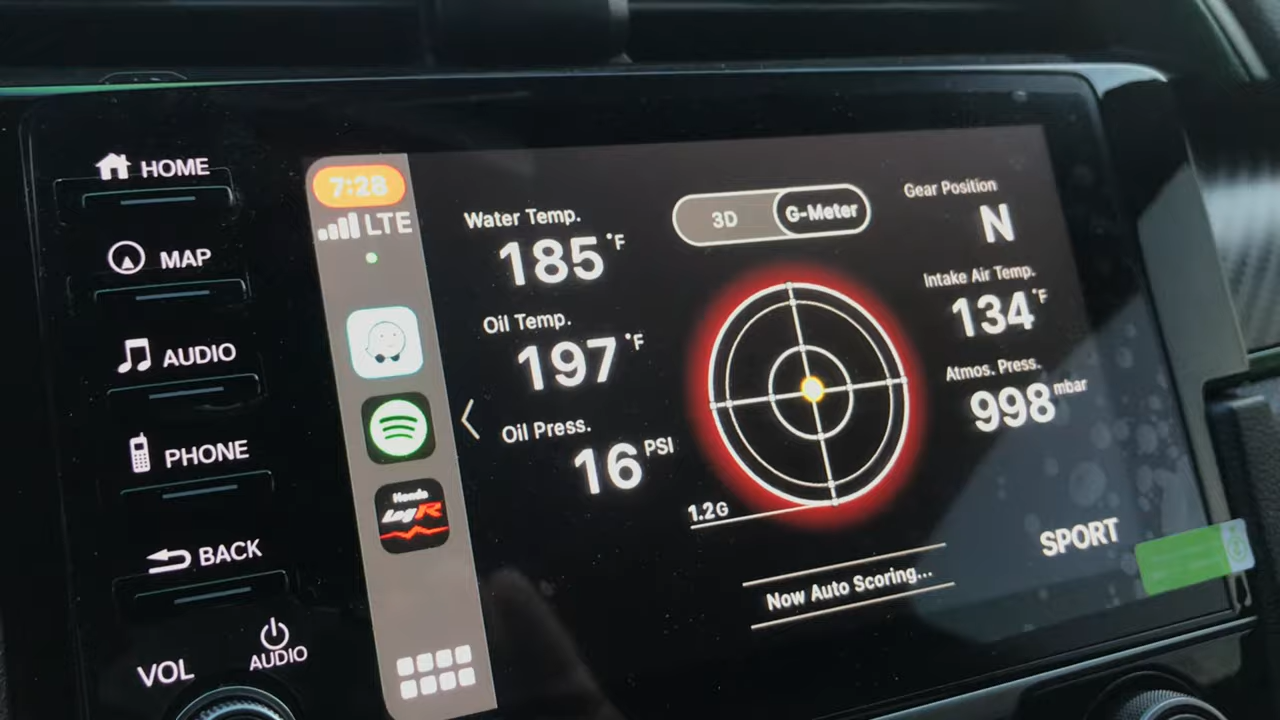 HOME
MAP
AUDIO
PHONE
BACK
VOL
AUDIO
7:28
LTE
Honda
LogR
Water Temp.
185 °F
Oil Temp.
197 °F
Oil Press.
16 PSI
3D
G-Meter
1.2G
Now Auto Scoring...
Gear Position
N
Intake Air Temp.
134 °F
Atmos. Press.
998 mbar
SPORT